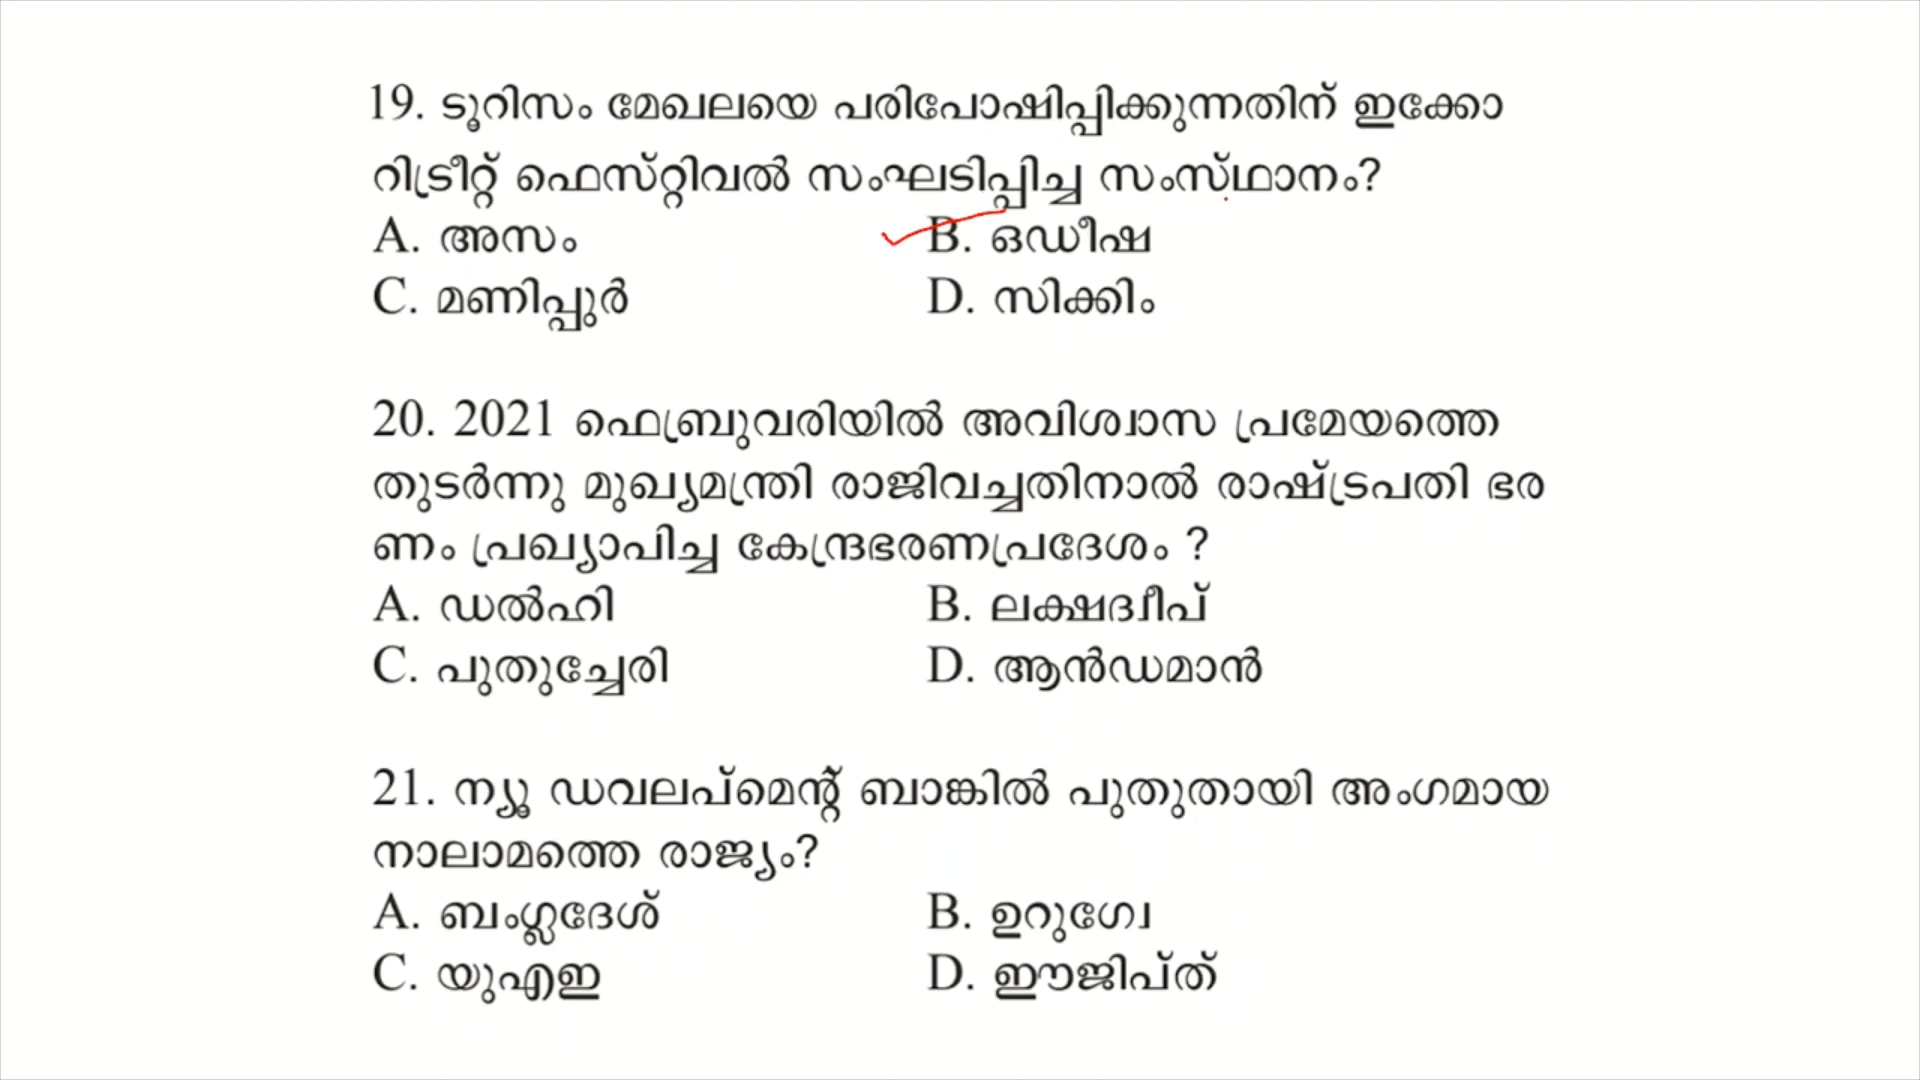 19. ടൂറിസം മേഖലയെ പരിപോഷിപ്പിക്കുന്നതിന് ഇക്കോ
റിട്രീറ്റ് ഫെസ്റ്റിവൽ സംഘടിപ്പിച്ച സംസ്ഥാനം?
A. അസം B. ഒഡീഷ
C. മണിപ്പുർ D. സിക്കിം
20. 2021 ഫെബ്രുവരിയിൽ അവിശ്വാസ പ്രമേയത്തെ
തുടർന്നു മുഖ്യമന്ത്രി രാജിവച്ചതിനാൽ രാഷ്ട്രപതി ഭര
ണം പ്രഖ്യാപിച്ച കേന്ദ്രഭരണപ്രദേശം ?
A. ഡൽഹി B. ലക്ഷദ്വീപ്
C. പുതുച്ചേരി D. ആൻഡമാൻ
21. ന്യൂ ഡവലപ്മെന്റ് ബാങ്കിൽ പുതുതായി അംഗമായ
നാലാമത്തെ രാജ്യം?
A. ബംഗ്ലദേശ് B. ഉറുഗ്വേ
C. യുഎഇ D. ഈജിപ്ത്